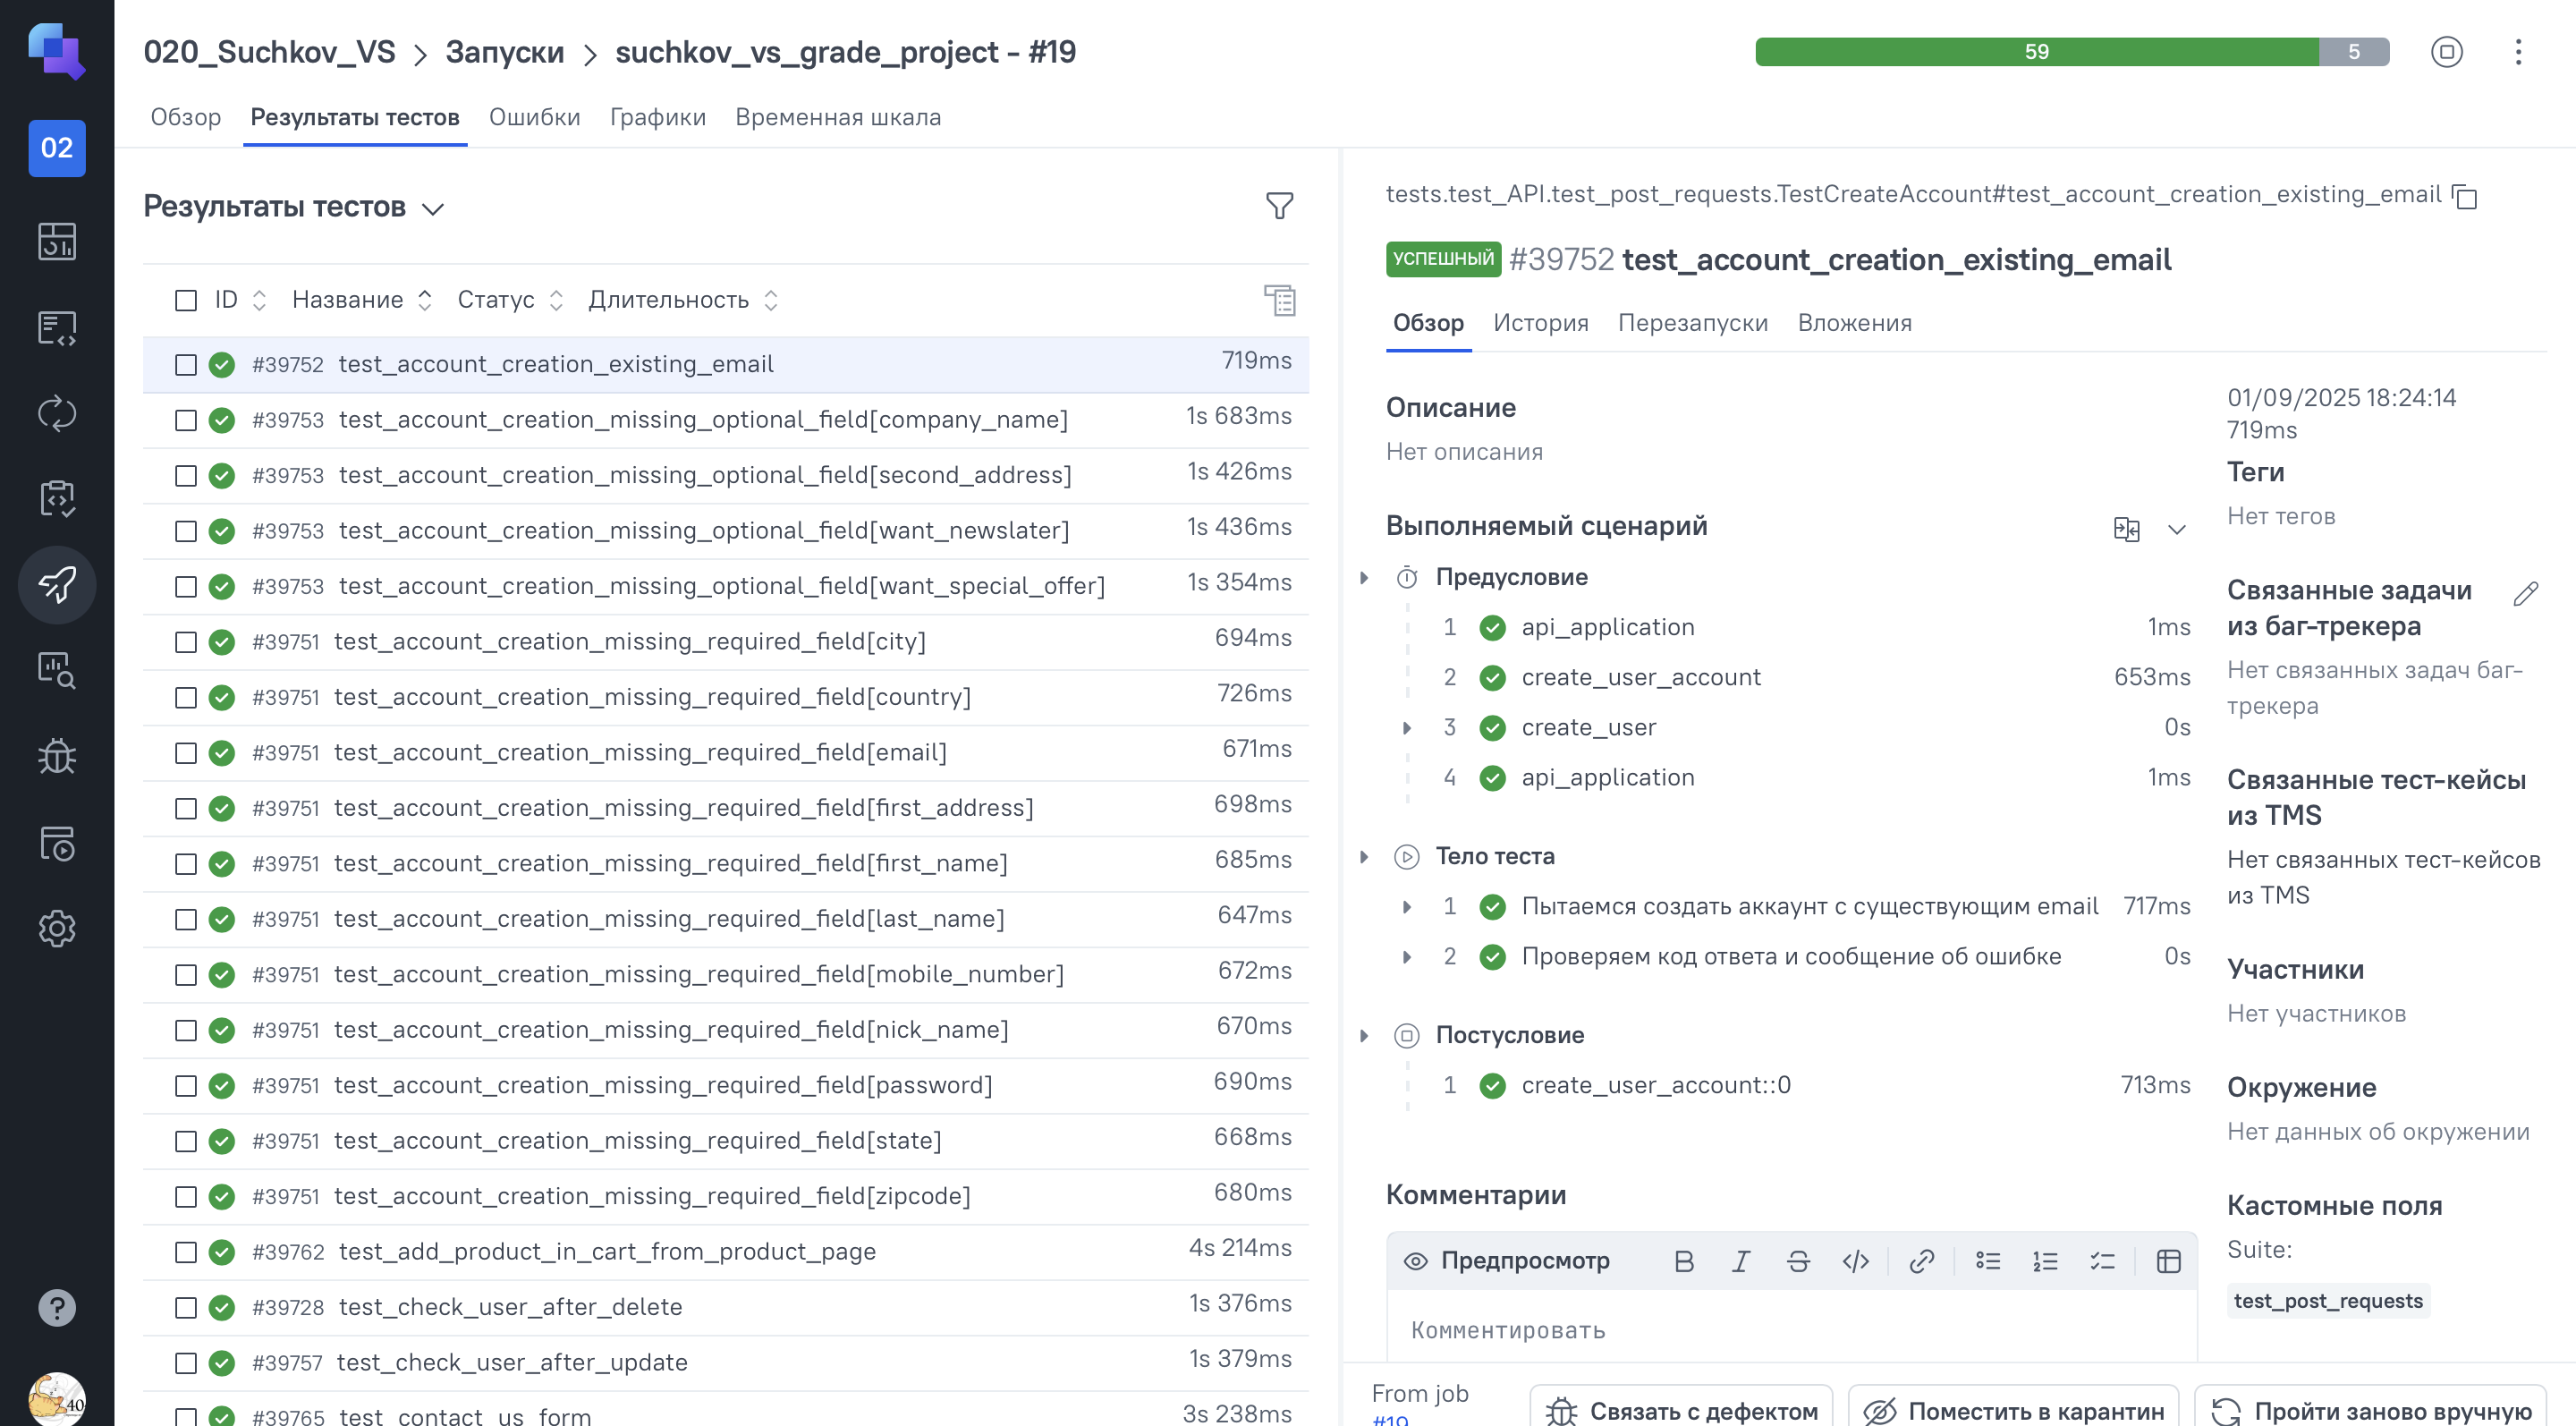 020_Suchkov_VS > Запуски > suchkov_vs_grade_project - #19
59
5
02
Обзор Результаты тестов Ошибки Графики Временная шкала
Результаты тестов
ID Название Статус Длительность
#39752 test_account_creation_existing_email 719ms
#39753 test_account_creation_missing_optional_field[company_name] 1s 683ms
#39753 test_account_creation_missing_optional_field[second_address] 1s 426ms
#39753 test_account_creation_missing_optional_field[want_newslater] 1s 436ms
#39753 test_account_creation_missing_optional_field[want_special_offer] 1s 354ms
#39751 test_account_creation_missing_required_field[city] 694ms
#39751 test_account_creation_missing_required_field[country] 726ms
#39751 test_account_creation_missing_required_field[email] 671ms
#39751 test_account_creation_missing_required_field[first_address] 698ms
#39751 test_account_creation_missing_required_field[first_name] 685ms
#39751 test_account_creation_missing_required_field[last_name] 647ms
#39751 test_account_creation_missing_required_field[mobile_number] 672ms
#39751 test_account_creation_missing_required_field[nick_name] 670ms
#39751 test_account_creation_missing_required_field[password] 690ms
#39751 test_account_creation_missing_required_field[state] 668ms
#39751 test_account_creation_missing_required_field[zipcode] 680ms
#39762 test_add_product_in_cart_from_product_page 4s 214ms
#39728 test_check_user_after_delete 1s 376ms
#39757 test_check_user_after_update 1s 379ms
#39765 test_contact_us_form 3s 238ms
tests.test_API.test_post_requests.TestCreateAccount#test_account_creation_existing_email
УСПЕШНЫЙ #39752 test_account_creation_existing_email
Обзор История Перезапуски Вложения
Описание
Нет описания
Выполняемый сценарий
Предусловие
1 api_application 1ms
2 create_user_account 653ms
3 create_user 0s
4 api_application 1ms
Тело теста
1 Пытаемся создать аккаунт с существующим email 717ms
2 Проверяем код ответа и сообщение об ошибке 0s
Постусловие
1 create_user_account::0 713ms
Комментарии
Предпросмотр
Комментировать
01/09/2025 18:24:14
719ms
Теги
Нет тегов
Связанные задачи
из баг-трекера
Нет связанных задач баг-
трекера
Связанные тест-кейсы
из TMS
Нет связанных тест-кейсов
из TMS
Участники
Нет участников
Окружение
Нет данных об окружении
Кастомные поля
Suite:
test_post_requests
From job
#19
Связать с дефектом Поместить в карантин Пройти заново вручную
40